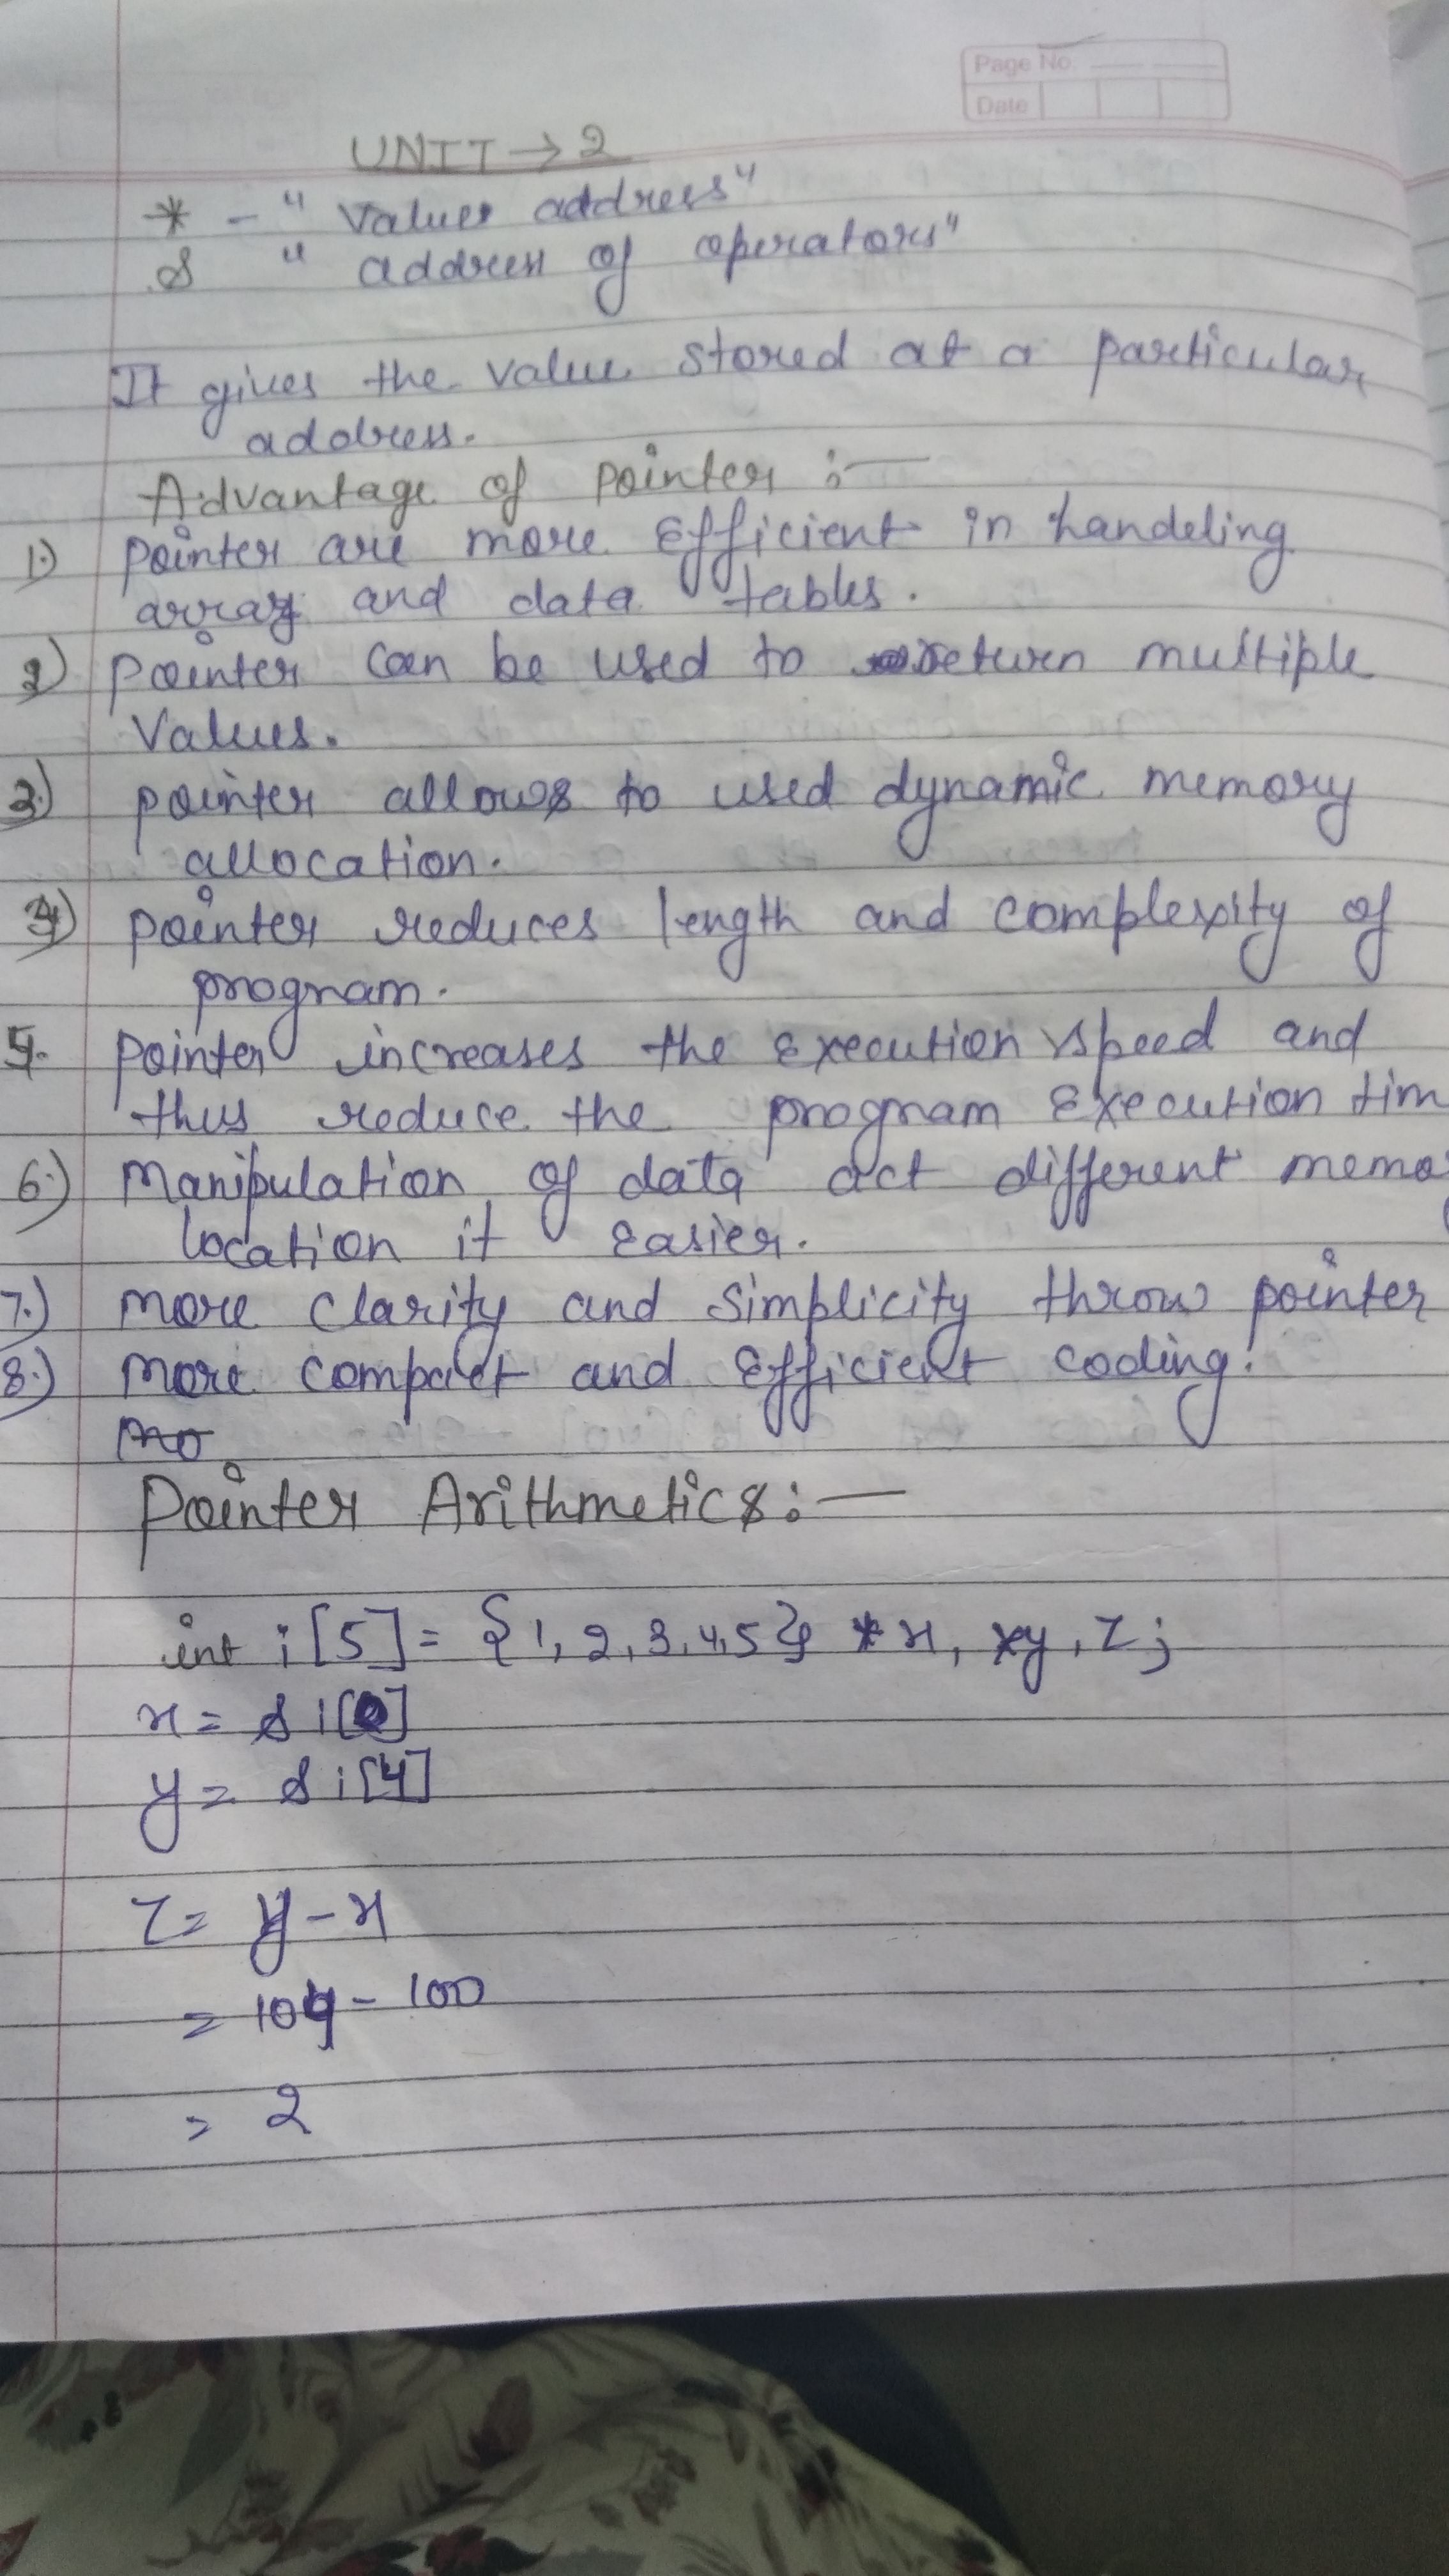 Page No.
Date
UNIT → 2
* - " Values address"
& " address of operators"
It gives the value stored at a particular
address.
Advantage of pointer :—
1.) pointer are more Efficient in handeling
array and data tables.
2) pointer can be used to return multiple
Values.
3.) pointer allows to used dynamic memory
allocation.
4) pointer reduces length and complexity of
program.
5. pointer increases the Execution speed and
thus reduce the program Execution tim
6.) Manipulation of data act different memo
location it easier.
7.) more clarity and simplicity throw pointer
8.) more compact and Efficient coding.
mo
Pointer Arithmetics:—
int i[5] = {1, 2, 3, 4, 5} *x, *y, z;
x = &i[0]
y = &i[4]
z = y - x
= 104 - 100
= 2